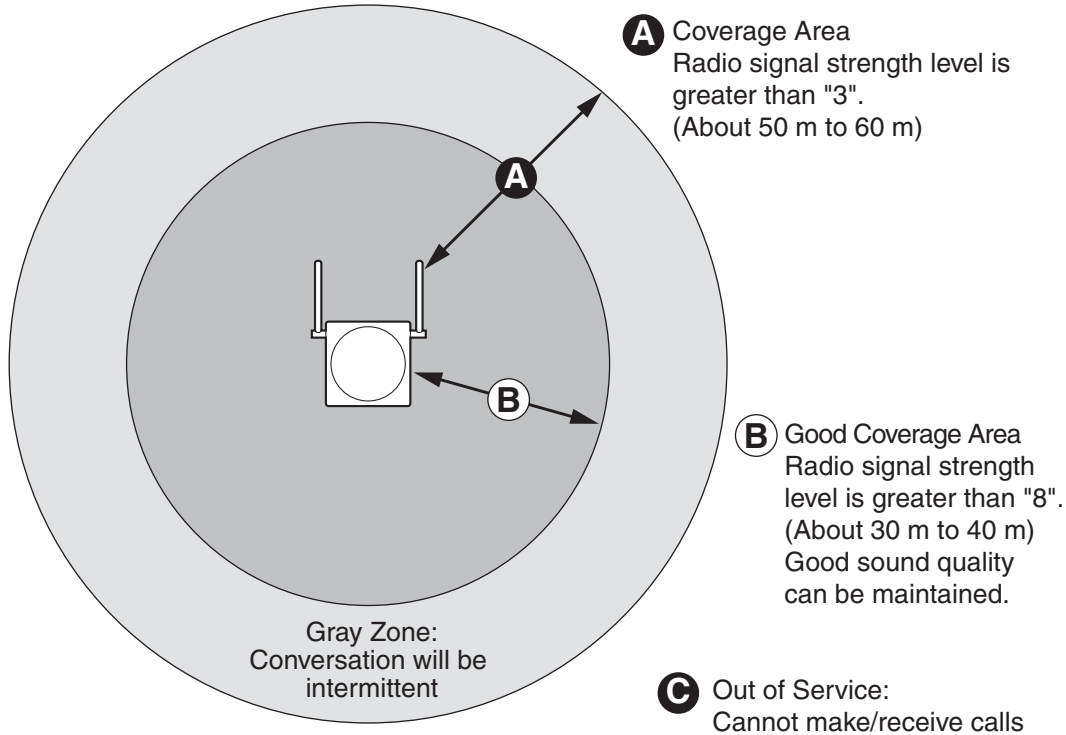 A Coverage Area
Radio signal strength level is
greater than "3".
(About 50 m to 60 m)
A
B
B Good Coverage Area
Radio signal strength
level is greater than "8".
(About 30 m to 40 m)
Good sound quality
can be maintained.
Gray Zone:
Conversation will be
intermittent
C Out of Service:
Cannot make/receive calls